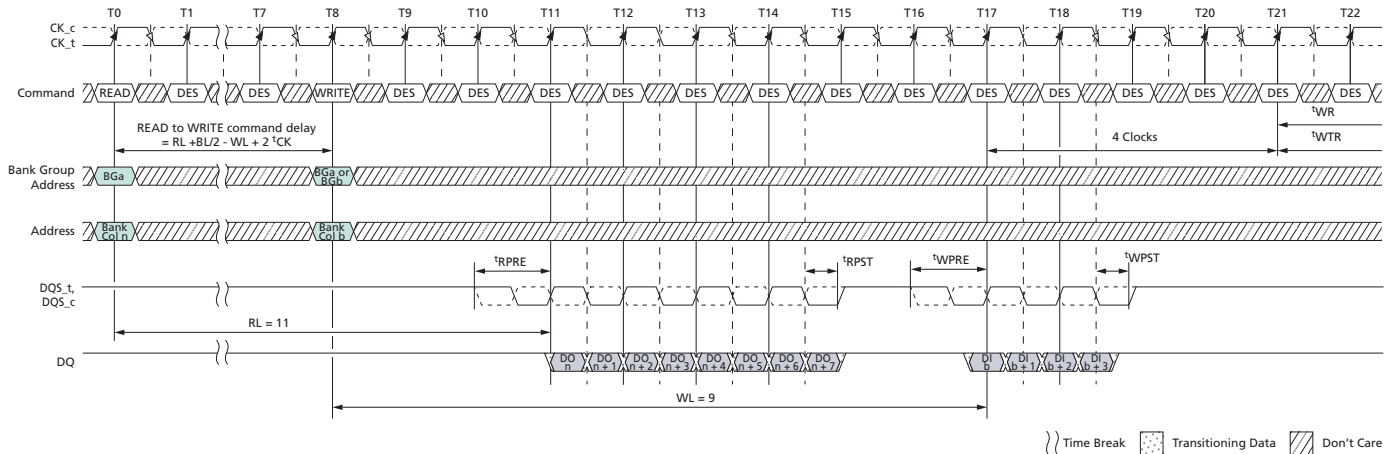 T0 T1 T7 T8 T9 T10 T11 T12 T13 T14 T15 T16 T17 T18 T19 T20 T21 T22
CK_c
CK_t
Command READ DES DES WRITE DES DES DES DES DES DES DES DES DES DES DES DES DES DES
tWR
READ to WRITE command delay
= RL +BL/2 - WL + 2 tCK
4 Clocks
tWTR
Bank Group
Address
BGa
BGa or
BGb
Address
Bank
Col n
Bank
Col b
tRPRE
tRPST
tWPRE
tWPST
DQS_t,
DQS_c
RL = 11
DQ
DO
n
DO
n + 1
DO
n + 2
DO
n + 3
DO
n + 4
DO
n + 5
DO
n + 6
DO
n + 7
DI
b
DI
b + 1
DI
b + 2
DI
b + 3
WL = 9
Time Break Transitioning Data Don't Care